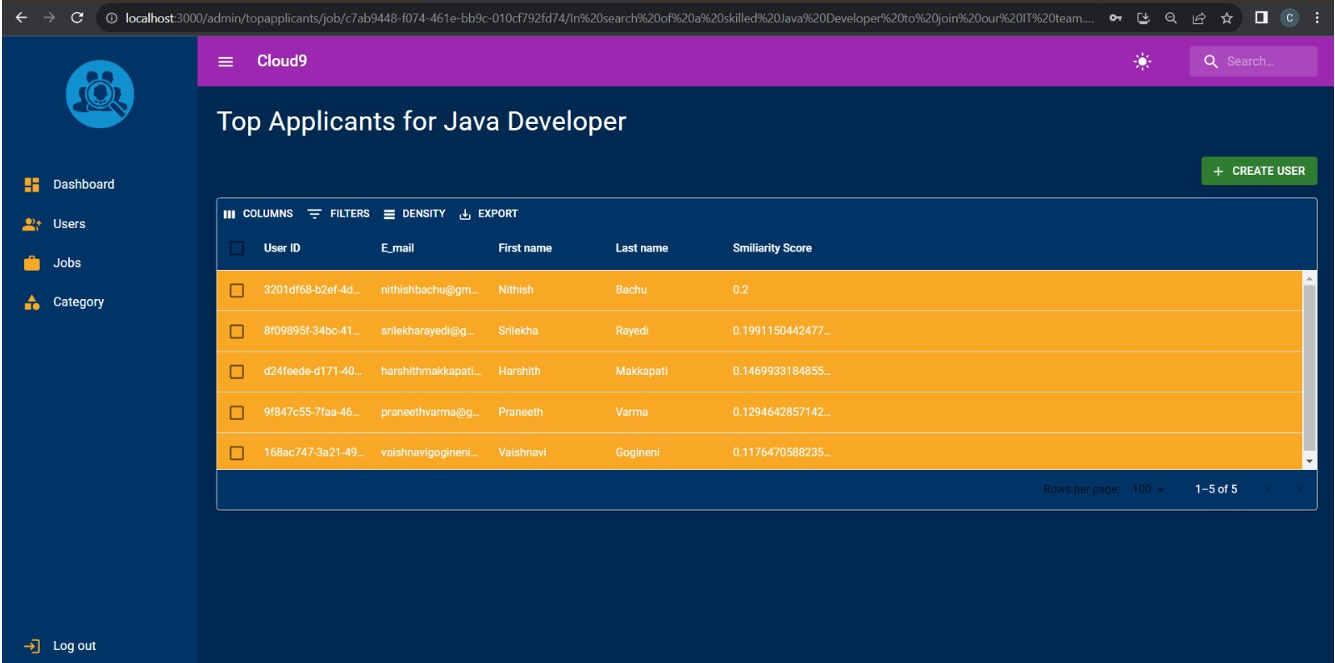 localhost:3000/admin/topapplicants/job/c7ab9448-f074-461e-bb9c-010cf792fd74/In%20search%20of%20a%20skilled%20Java%20Developer%20to%20join%20our%20IT%20team....
C
Cloud9
Search...
Top Applicants for Java Developer
Dashboard
Users
Jobs
Category
Log out
+ CREATE USER
COLUMNS FILTERS DENSITY EXPORT
User ID E_mail First name Last name Smiliarity Score
3201df68-b2ef-4d... nithishbachu@gm... Nithish Bachu 0.2
8f09895f-34bc-41... srilekharayedi@g... Srilekha Rayedi 0.1991150442477...
d24feede-d171-40... harshithmakkapati... Harshith Makkapati 0.1469933184855...
9f847c55-7faa-46... praneethvarma@g... Praneeth Varma 0.1294642857142...
168ac747-3a21-49... vaishnavigogineni... Vaishnavi Gogineni 0.1176470588235...
Rows per page: 100 1–5 of 5